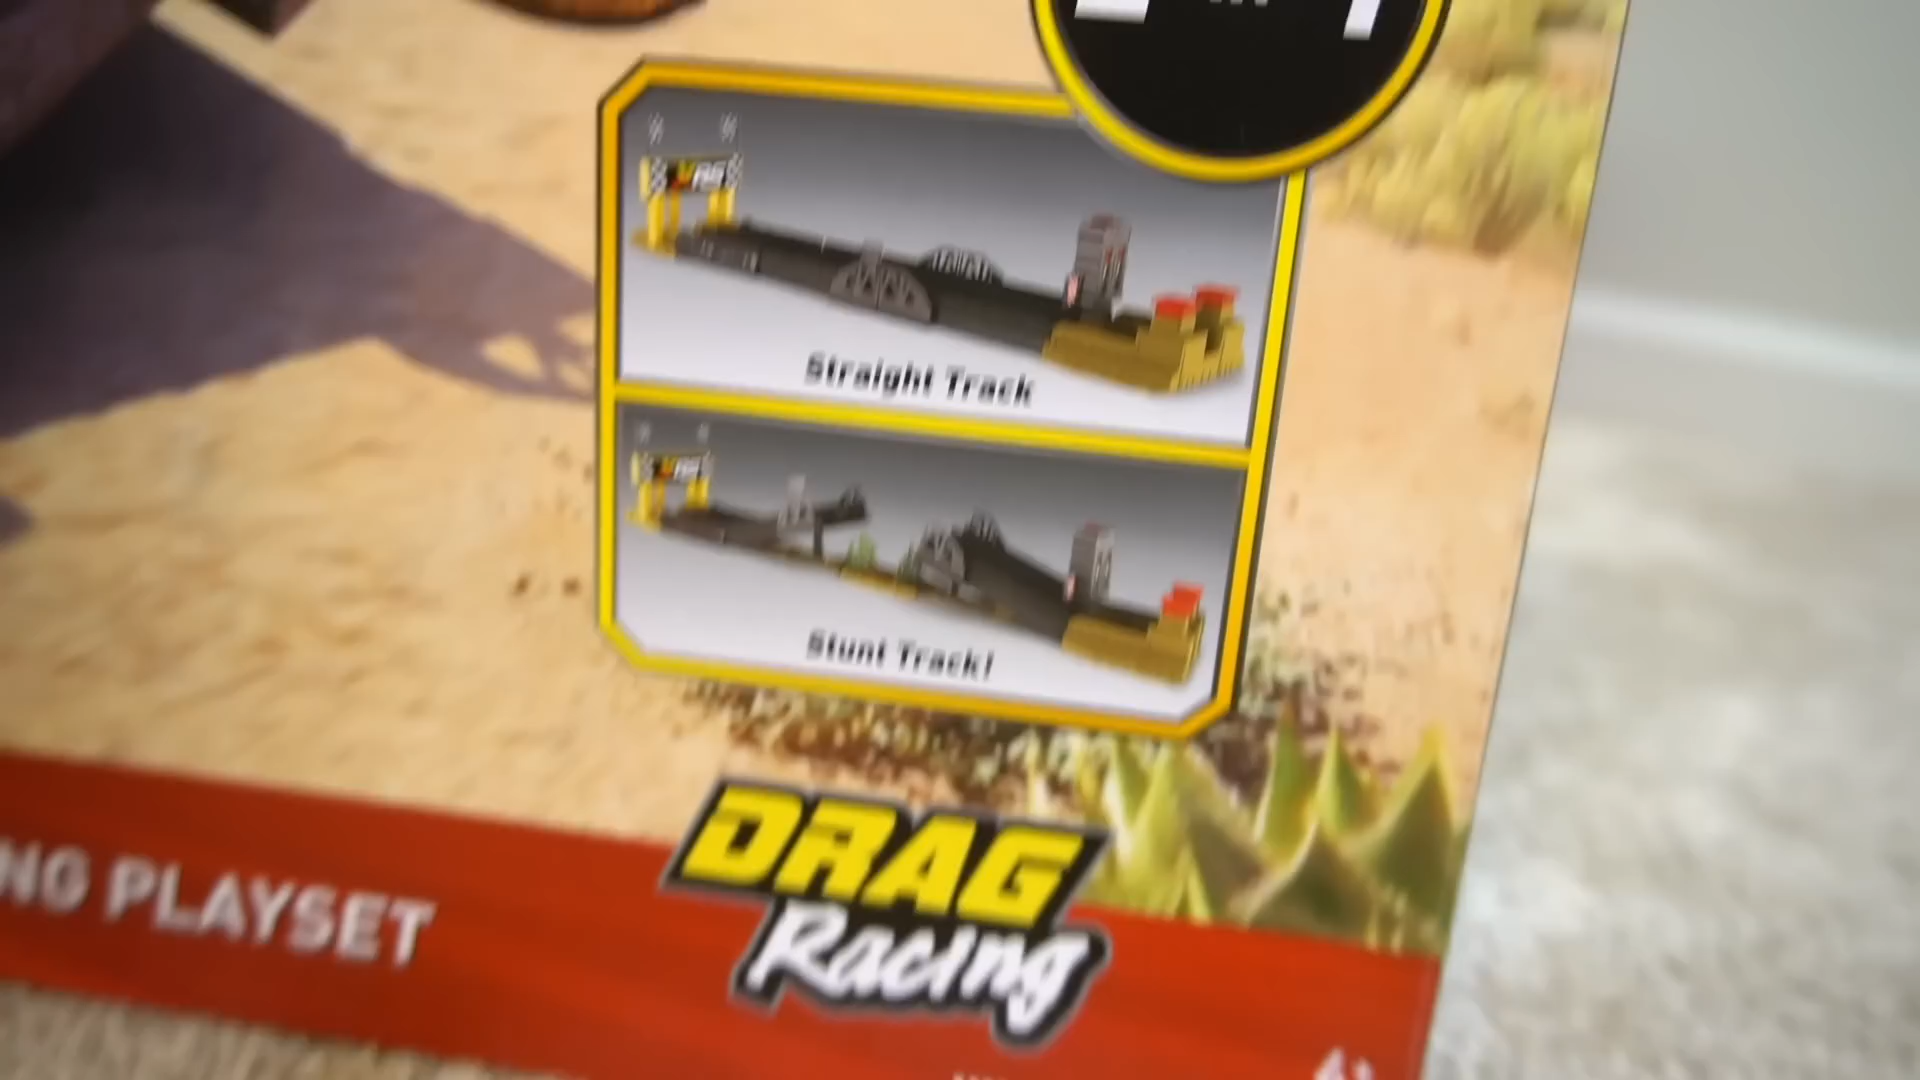 Straight Track
Stunt Track!
NG PLAYSET
DRAG
Racing